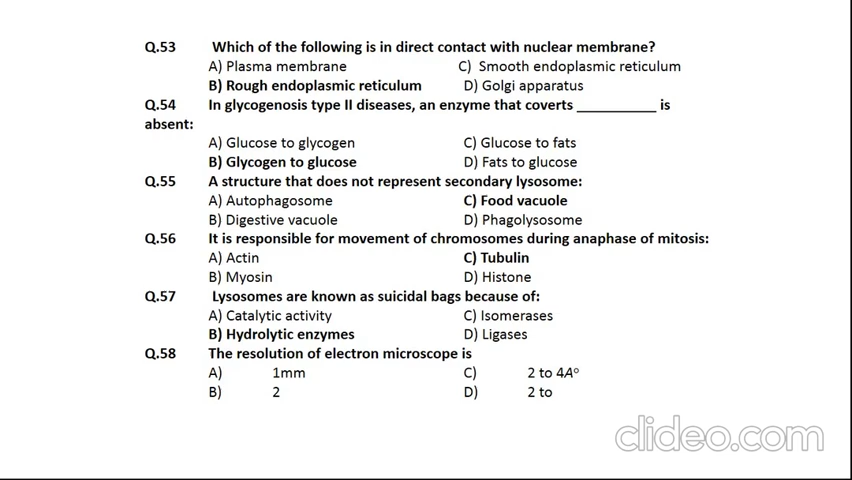 Q.53 Which of the following is in direct contact with nuclear membrane?
A) Plasma membrane C) Smooth endoplasmic reticulum
B) Rough endoplasmic reticulum D) Golgi apparatus
Q.54 In glycogenosis type II diseases, an enzyme that coverts __________ is
absent:
A) Glucose to glycogen C) Glucose to fats
B) Glycogen to glucose D) Fats to glucose
Q.55 A structure that does not represent secondary lysosome:
A) Autophagosome C) Food vacuole
B) Digestive vacuole D) Phagolysosome
Q.56 It is responsible for movement of chromosomes during anaphase of mitosis:
A) Actin C) Tubulin
B) Myosin D) Histone
Q.57 Lysosomes are known as suicidal bags because of:
A) Catalytic activity C) Isomerases
B) Hydrolytic enzymes D) Ligases
Q.58 The resolution of electron microscope is
A) 1mm C) 2 to 4A°
B) 2 D) 2 to
clideo.com